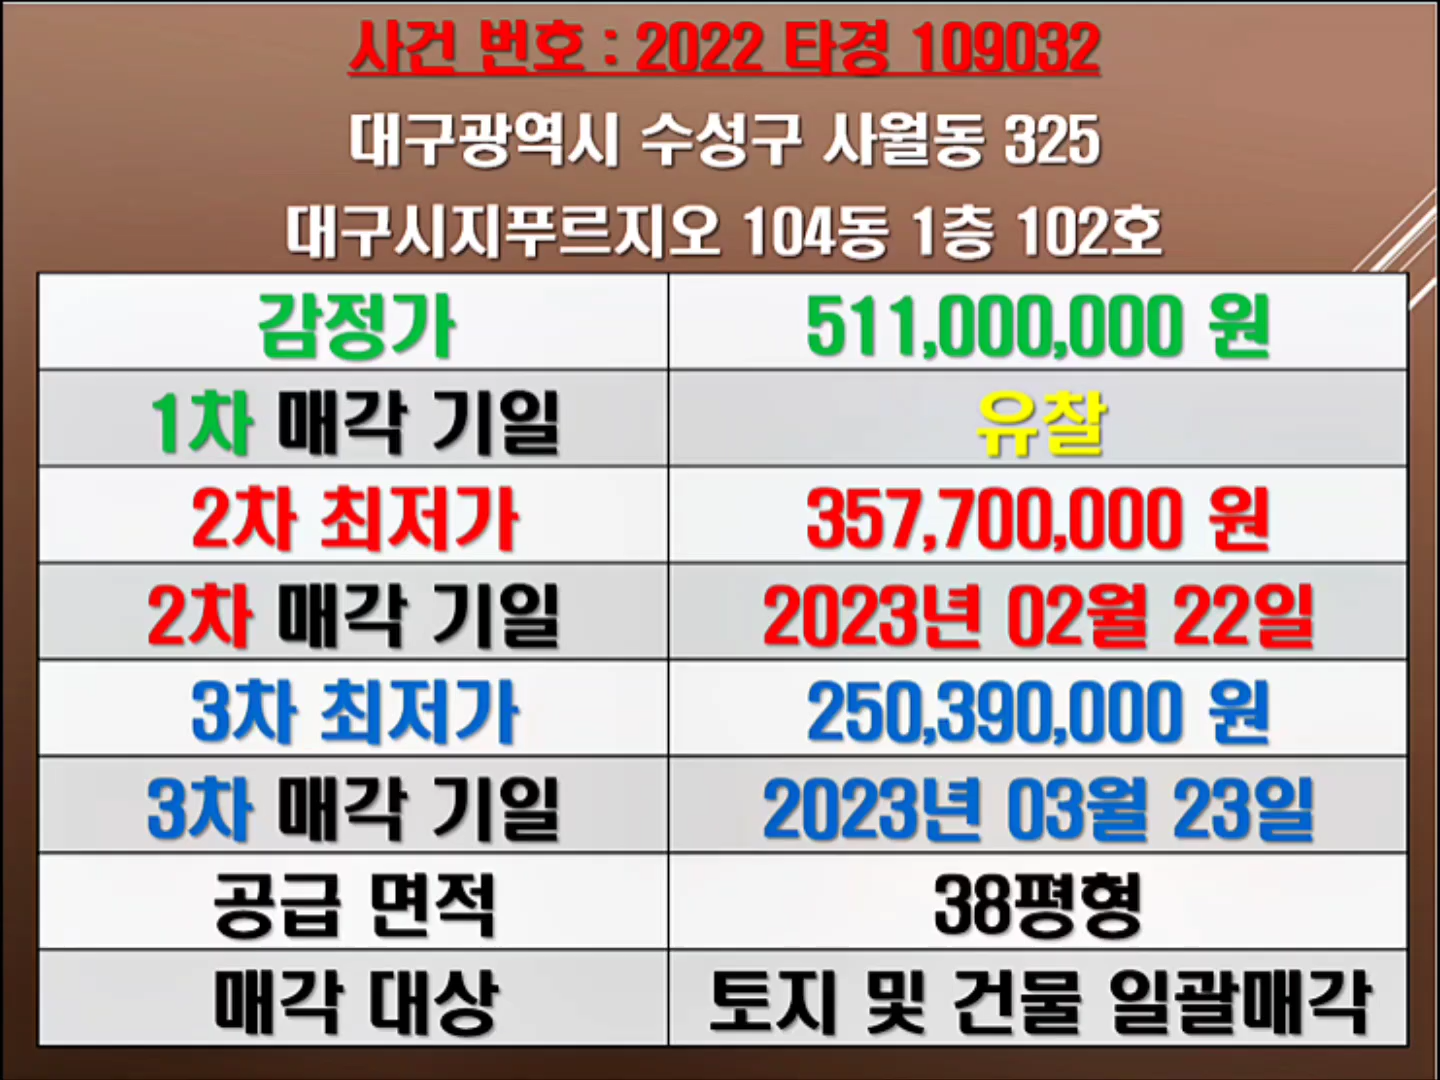 사건 번호 : 2022 타경 109032
대구광역시 수성구 사월동 325
대구시지푸르지오 104동 1층 102호
감정가 511,000,000 원
1차 매각 기일 유찰
2차 최저가 357,700,000 원
2차 매각 기일 2023년 02월 22일
3차 최저가 250,390,000 원
3차 매각 기일 2023년 03월 23일
공급 면적 38평형
매각 대상 토지 및 건물 일괄매각